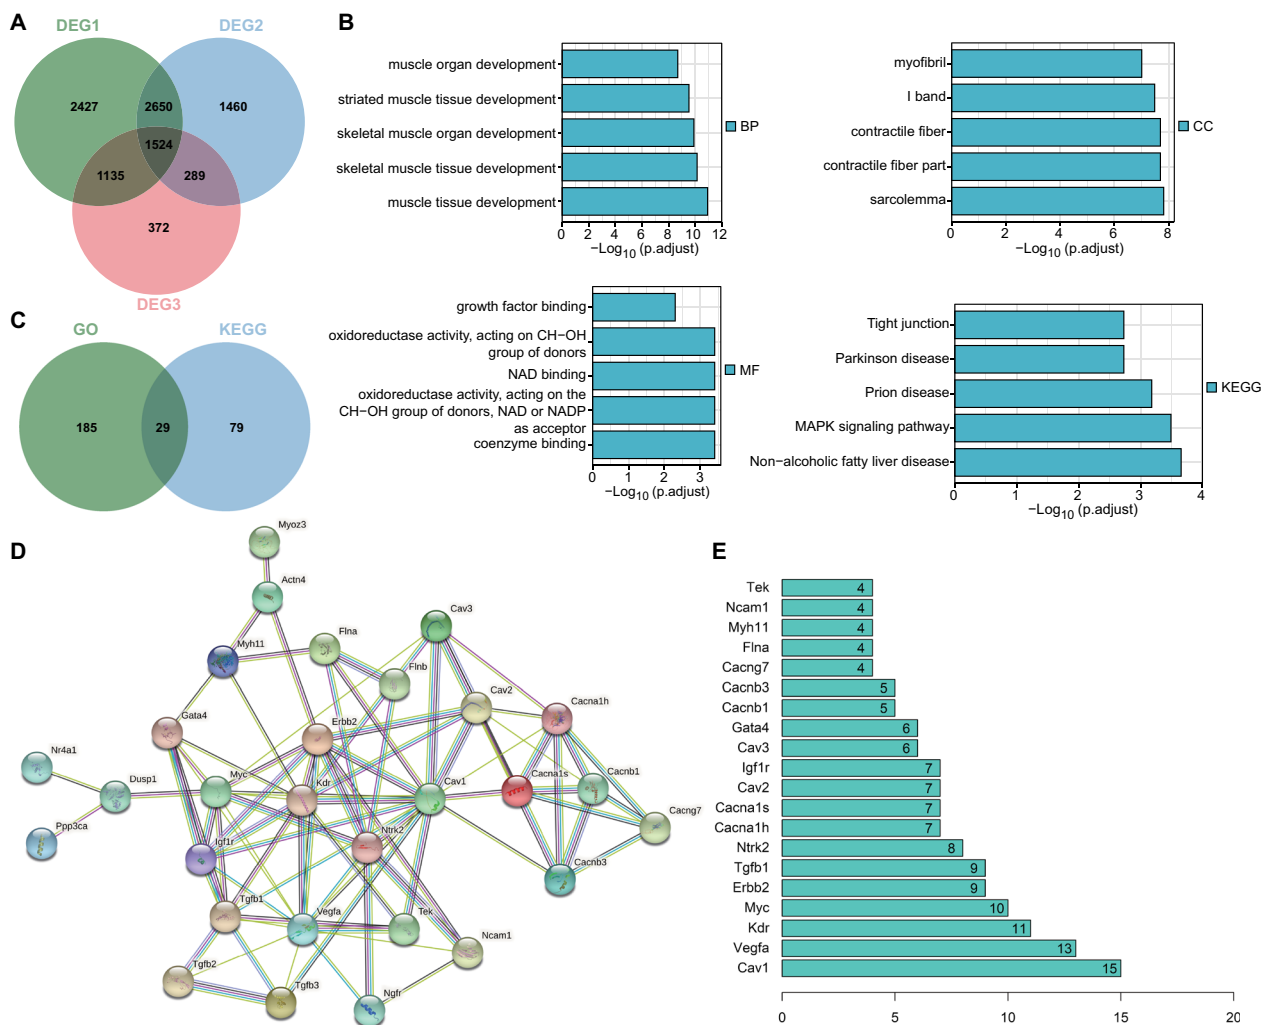 A
DEG1
DEG2
2427
2650
1460
1524
1135
289
372
DEG3
B
muscle organ development
striated muscle tissue development
skeletal muscle organ development
skeletal muscle tissue development
muscle tissue development
0 2 4 6 8 10 12
−Log10 (p.adjust)
BP
myofibril
I band
contractile fiber
contractile fiber part
sarcolemma
0 2 4 6 8
−Log10 (p.adjust)
CC
growth factor binding
oxidoreductase activity, acting on CH−OH
group of donors
NAD binding
oxidoreductase activity, acting on the
CH−OH group of donors, NAD or NADP
as acceptor
coenzyme binding
0 1 2 3
−Log10 (p.adjust)
MF
Tight junction
Parkinson disease
Prion disease
MAPK signaling pathway
Non−alcoholic fatty liver disease
0 1 2 3 4
−Log10 (p.adjust)
KEGG
C
GO
KEGG
185
29
79
D
Myoz3
Actn4
Cav3
Flna
Myh11
Flnb
Cav2
Cacna1h
Gata4
Erbb2
Nr4a1
Dusp1
Myc
Kdr
Cav1
Cacna1s
Cacnb1
Cacng7
Ppp3ca
Igf1r
Ntrk2
Cacnb3
Tgfb1
Vegfa
Tek
Ncam1
Tgfb2
Tgfb3
Ngfr
E
Tek 4
Ncam1 4
Myh11 4
Flna 4
Cacng7 4
Cacnb3 5
Cacnb1 5
Gata4 6
Cav3 6
Igf1r 7
Cav2 7
Cacna1s 7
Cacna1h 7
Ntrk2 8
Tgfb1 9
Erbb2 9
Myc 10
Kdr 11
Vegfa 13
Cav1 15
0 5 10 15 20